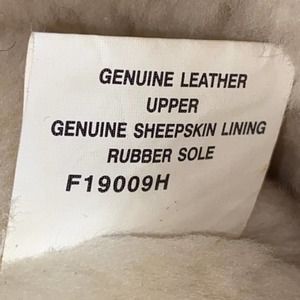 GENUINE LEATHER
UPPER
GENUINE SHEEPSKIN LINING
RUBBER SOLE
F19009H